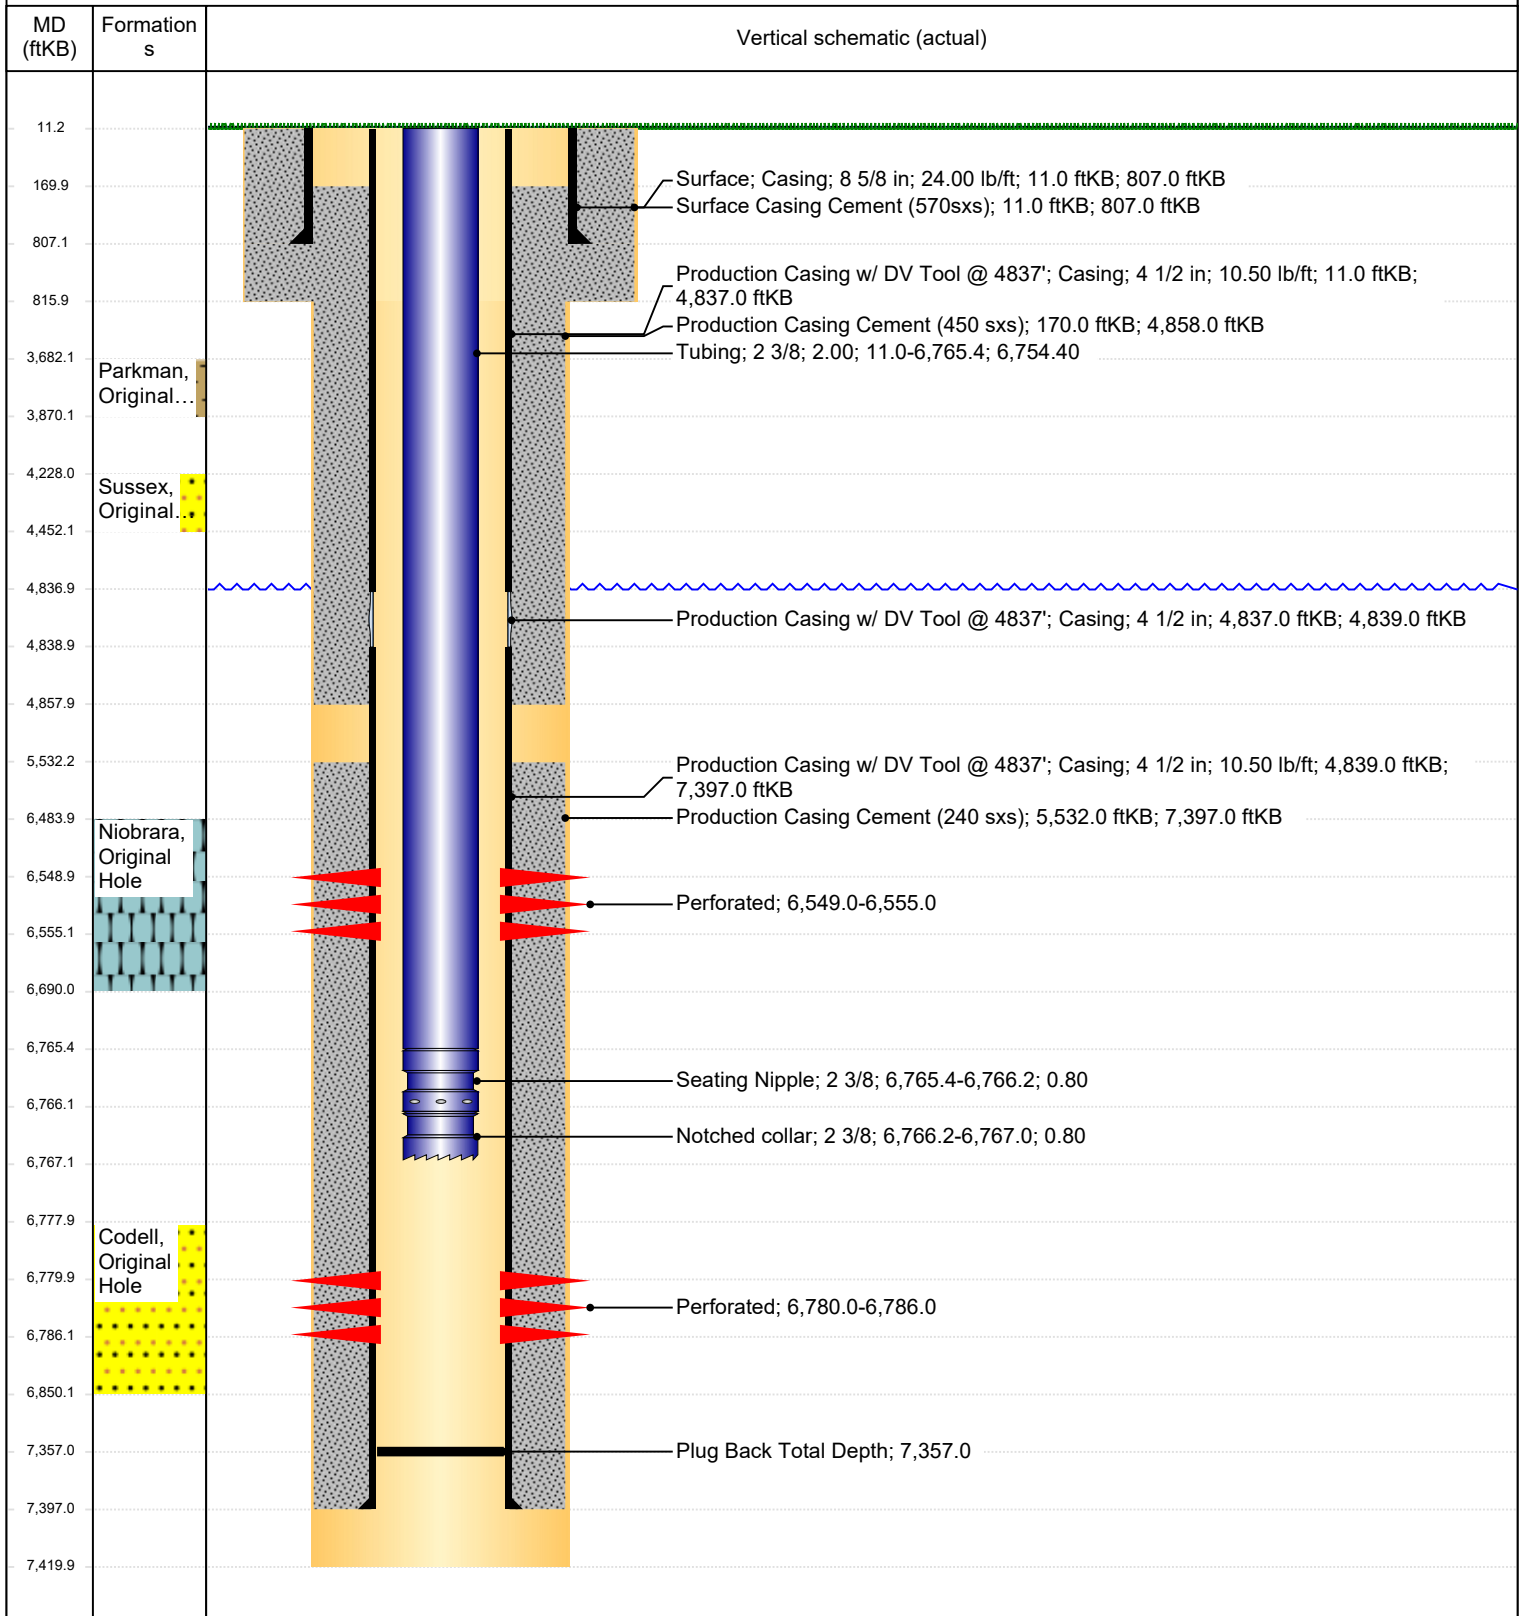 MD
(ftKB)
Formation
s
Vertical schematic (actual)
11.2
169.9
Surface; Casing; 8 5/8 in; 24.00 lb/ft; 11.0 ftKB; 807.0 ftKB
Surface Casing Cement (570sxs); 11.0 ftKB; 807.0 ftKB
807.1
Production Casing w/ DV Tool @ 4837'; Casing; 4 1/2 in; 10.50 lb/ft; 11.0 ftKB;
4,837.0 ftKB
815.9
Production Casing Cement (450 sxs); 170.0 ftKB; 4,858.0 ftKB
Tubing; 2 3/8; 2.00; 11.0-6,765.4; 6,754.40
3,682.1
Parkman,
Original...
3,870.1
4,228.0
Sussex,
Original...
4,452.1
4,836.9
Production Casing w/ DV Tool @ 4837'; Casing; 4 1/2 in; 4,837.0 ftKB; 4,839.0 ftKB
4,838.9
4,857.9
5,532.2
Production Casing w/ DV Tool @ 4837'; Casing; 4 1/2 in; 10.50 lb/ft; 4,839.0 ftKB;
7,397.0 ftKB
Production Casing Cement (240 sxs); 5,532.0 ftKB; 7,397.0 ftKB
6,483.9
Niobrara,
Original
Hole
6,548.9
Perforated; 6,549.0-6,555.0
6,555.1
6,690.0
6,765.4
Seating Nipple; 2 3/8; 6,765.4-6,766.2; 0.80
6,766.1
Notched collar; 2 3/8; 6,766.2-6,767.0; 0.80
6,767.1
6,777.9
Codell,
Original
Hole
6,779.9
Perforated; 6,780.0-6,786.0
6,786.1
6,850.1
7,357.0
Plug Back Total Depth; 7,357.0
7,397.0
7,419.9